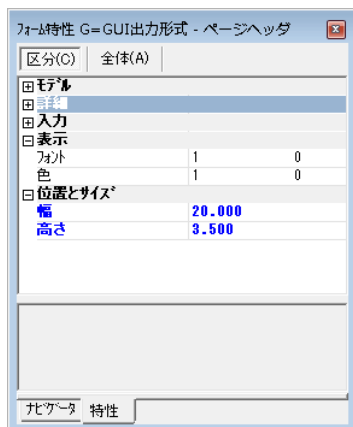 ﾌｫｰﾑ特性 G=GUI出力形式 - ページヘッダ
区分(C) 全体(A)
ﾓﾃﾞﾙ
詳細
入力
表示
ﾌｫﾝﾄ 1 0
色 1 0
位置とｻｲｽﾞ
幅 20.000
高さ 3.500
ﾅﾋﾞｹﾞｰﾀ 特性